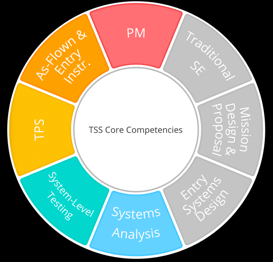 PM
Traditional
SE
Mission
Design &
Proposal
Entry
Systems
Design
Systems
Analysis
System-Level
Testing
TPS
As-Flown &
Entry
Instr.
TSS Core Competencies